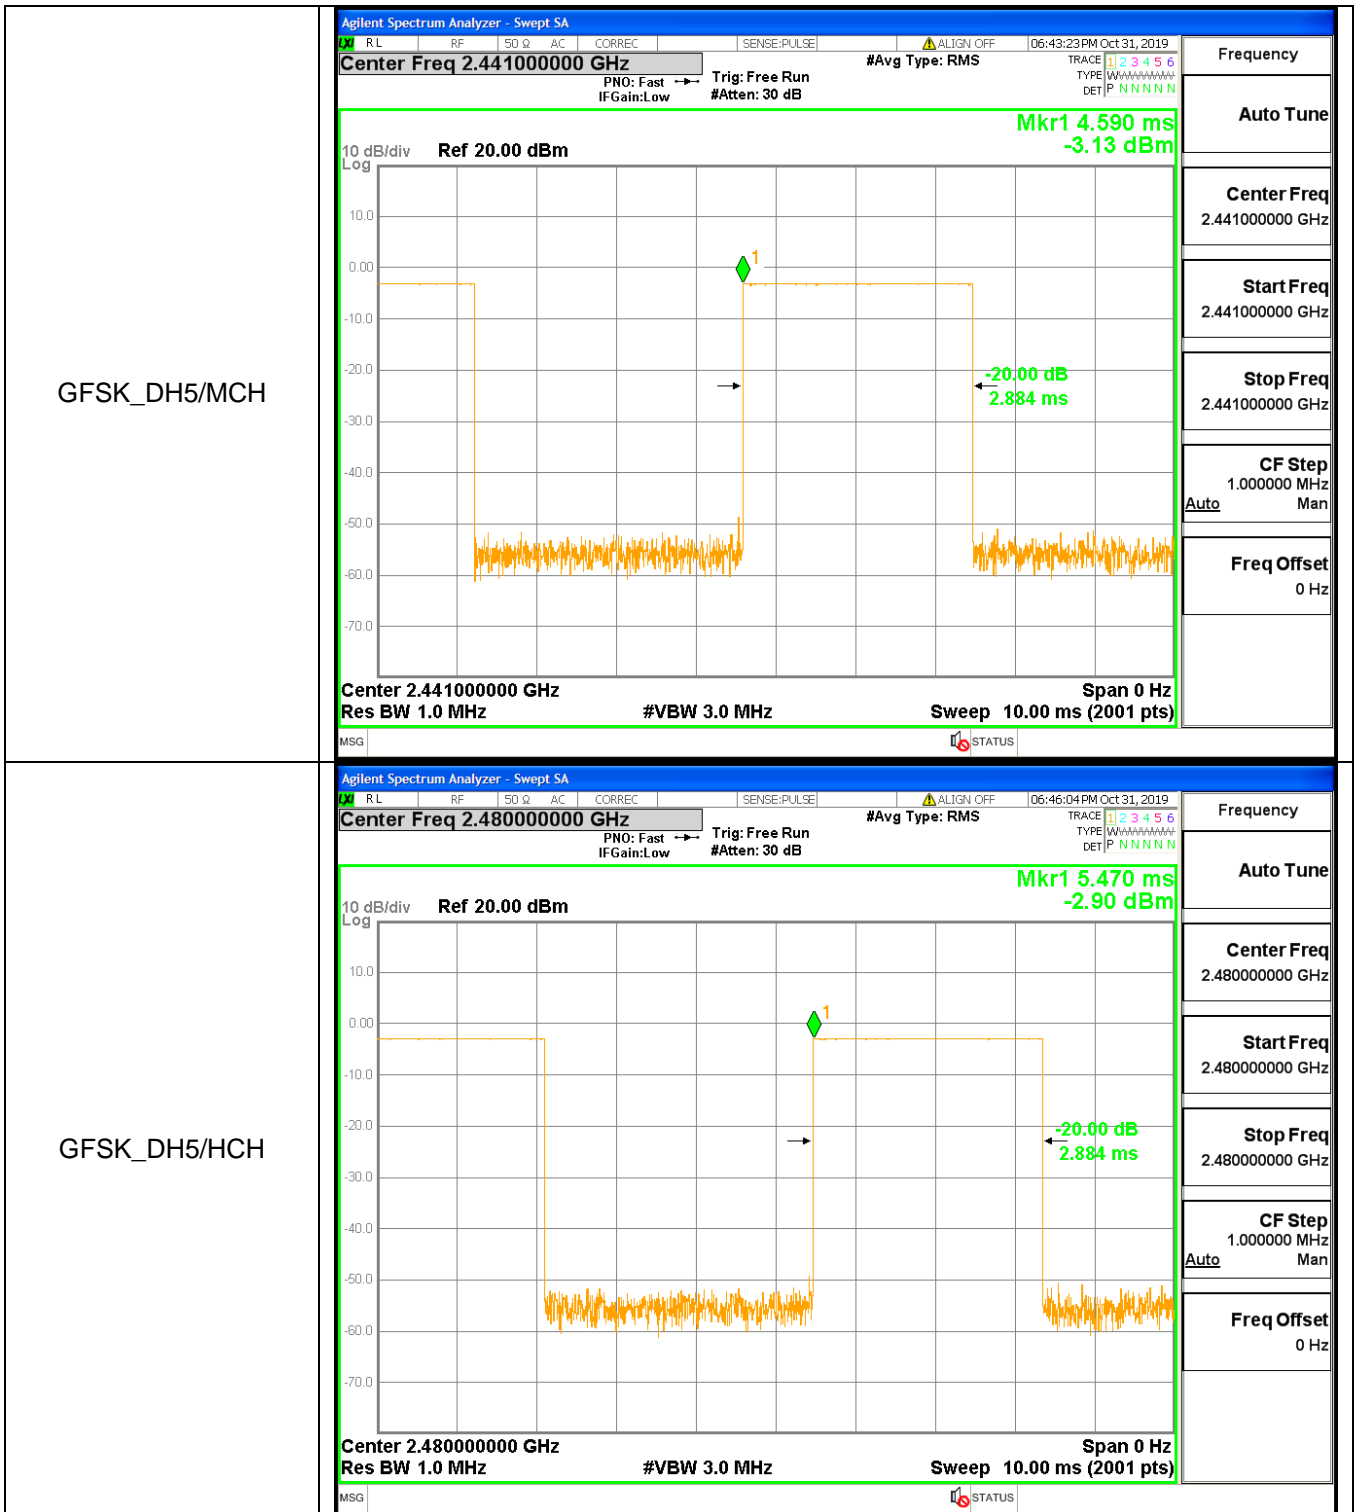 GFSK_DH5/MCH
Agilent Spectrum Analyzer - Swept SA
LXI RL RF 50 Ω AC CORREC SENSE:PULSE ALIGN OFF 06:43:23 PM Oct 31, 2019
Center Freq 2.441000000 GHz
PNO: Fast
IFGain:Low
Trig: Free Run
#Atten: 30 dB
#Avg Type: RMS
TRACE 1 2 3 4 5 6
TYPE
DET P N N N N N
Mkr1 4.590 ms
-3.13 dBm
10 dB/div Ref 20.00 dBm
Log
10.0
0.00
-10.0
-20.0
-30.0
-40.0
-50.0
-60.0
-70.0
1
-20.00 dB
2.884 ms
Center 2.441000000 GHz Span 0 Hz
Res BW 1.0 MHz #VBW 3.0 MHz Sweep 10.00 ms (2001 pts)
MSG STATUS
Frequency
Auto Tune
Center Freq
2.441000000 GHz
Start Freq
2.441000000 GHz
Stop Freq
2.441000000 GHz
CF Step
1.000000 MHz
Auto Man
Freq Offset
0 Hz
GFSK_DH5/HCH
Agilent Spectrum Analyzer - Swept SA
LXI RL RF 50 Ω AC CORREC SENSE:PULSE ALIGN OFF 06:46:04 PM Oct 31, 2019
Center Freq 2.480000000 GHz
PNO: Fast
IFGain:Low
Trig: Free Run
#Atten: 30 dB
#Avg Type: RMS
TRACE 1 2 3 4 5 6
TYPE
DET P N N N N N
Mkr1 5.470 ms
-2.90 dBm
10 dB/div Ref 20.00 dBm
Log
10.0
0.00
-10.0
-20.0
-30.0
-40.0
-50.0
-60.0
-70.0
1
-20.00 dB
2.884 ms
Center 2.480000000 GHz Span 0 Hz
Res BW 1.0 MHz #VBW 3.0 MHz Sweep 10.00 ms (2001 pts)
MSG STATUS
Frequency
Auto Tune
Center Freq
2.480000000 GHz
Start Freq
2.480000000 GHz
Stop Freq
2.480000000 GHz
CF Step
1.000000 MHz
Auto Man
Freq Offset
0 Hz